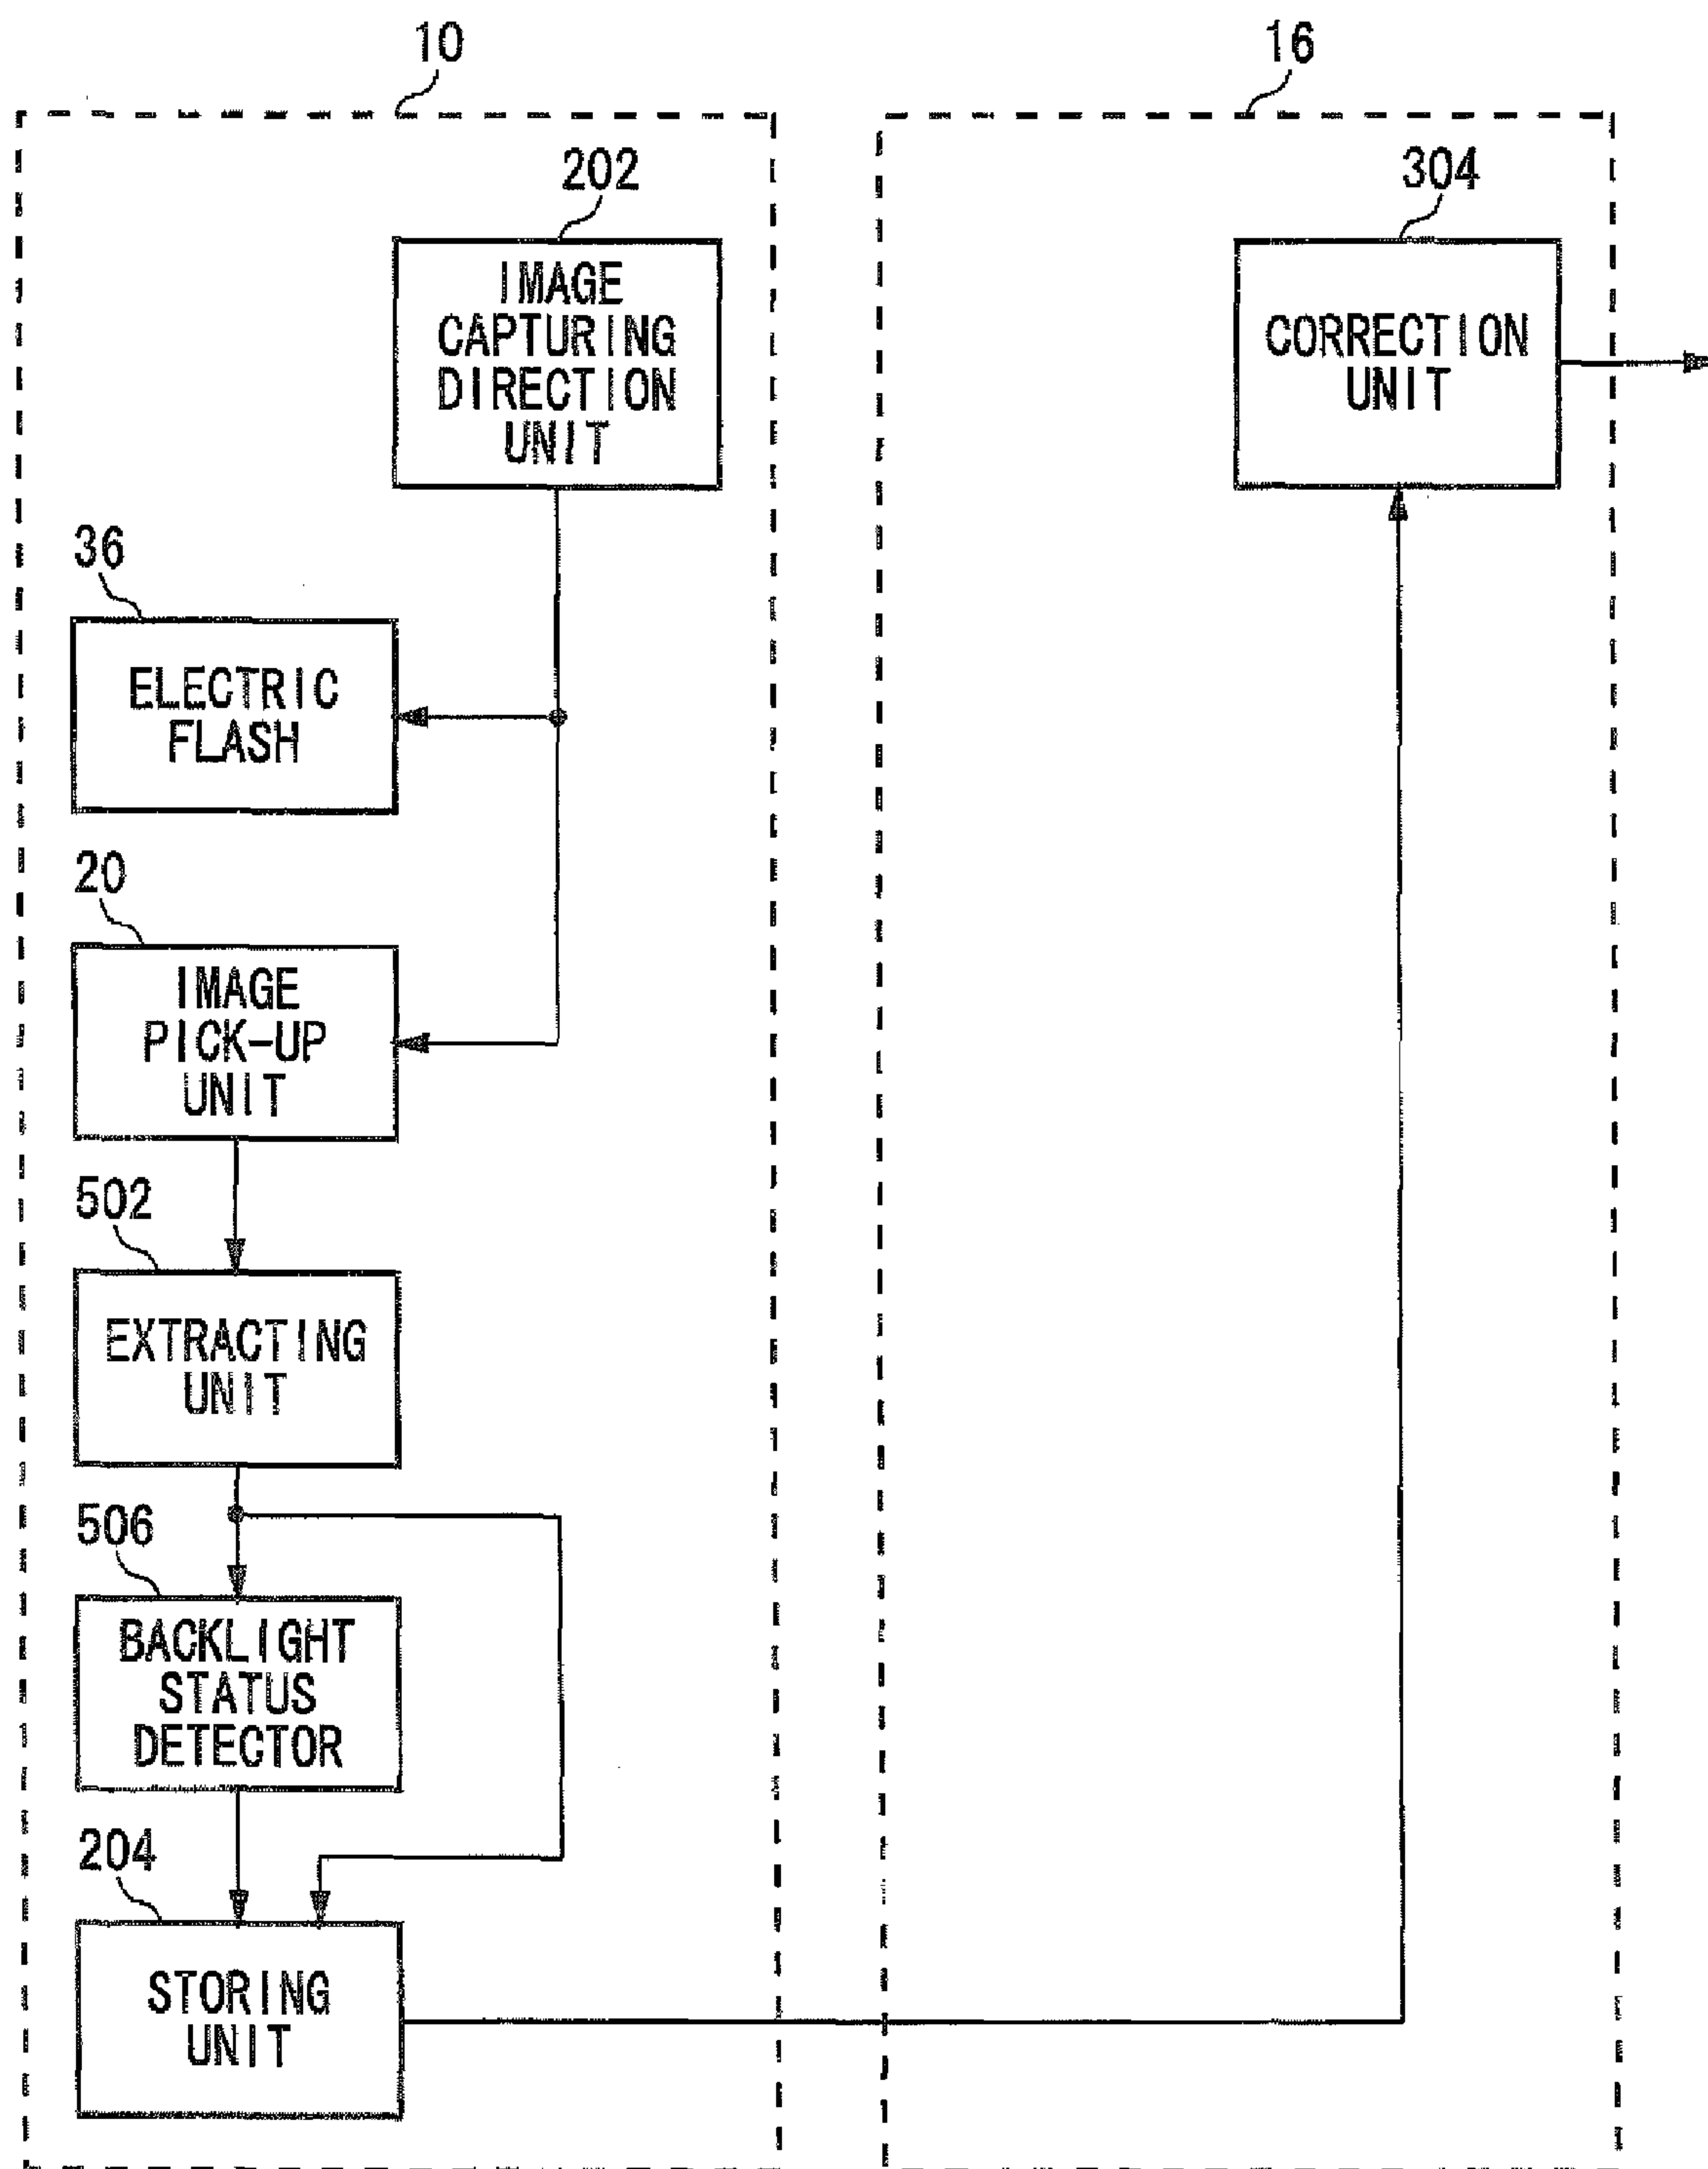 10
16
202
IMAGE
CAPTURING
DIRECTION
UNIT
304
CORRECTION
UNIT
36
ELECTRIC
FLASH
20
IMAGE
PICK-UP
UNIT
502
EXTRACTING
UNIT
506
BACKLIGHT
STATUS
DETECTOR
204
STORING
UNIT